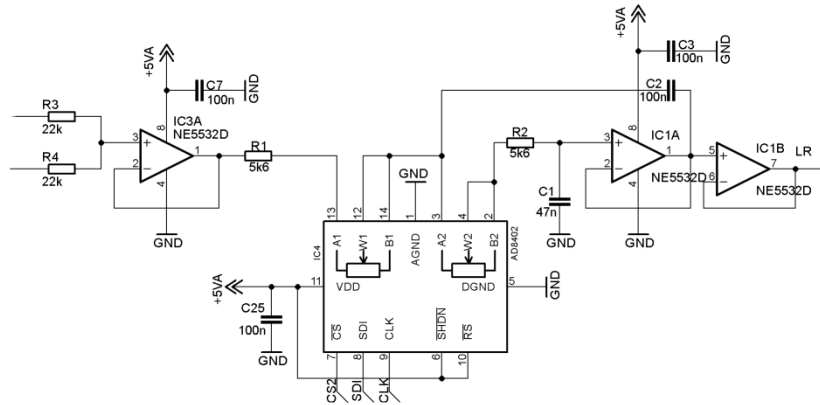 +5VA
C7
100n
GND
R3
22k
R4
22k
8
3
2
1
4
IC3A
NE5532D
GND
R1
5k6
+5VA
C3
100n
GND
C2
100n
R2
5k6
C1
47n
GND
8
3
2
1
4
IC1A
NE5532D
GND
5
6
7
IC1B
NE5532D
LR
13
12
14
1
3
4
2
GND
IC4
A1
W1
B1
AGND
A2
W2
B2
AD8402
+5VA
11
VDD
DGND
5
GND
C25
100n
GND
CS
SDI
CLK
SHDN
RS
7
8
9
6
10
CS2
SDI
CLK